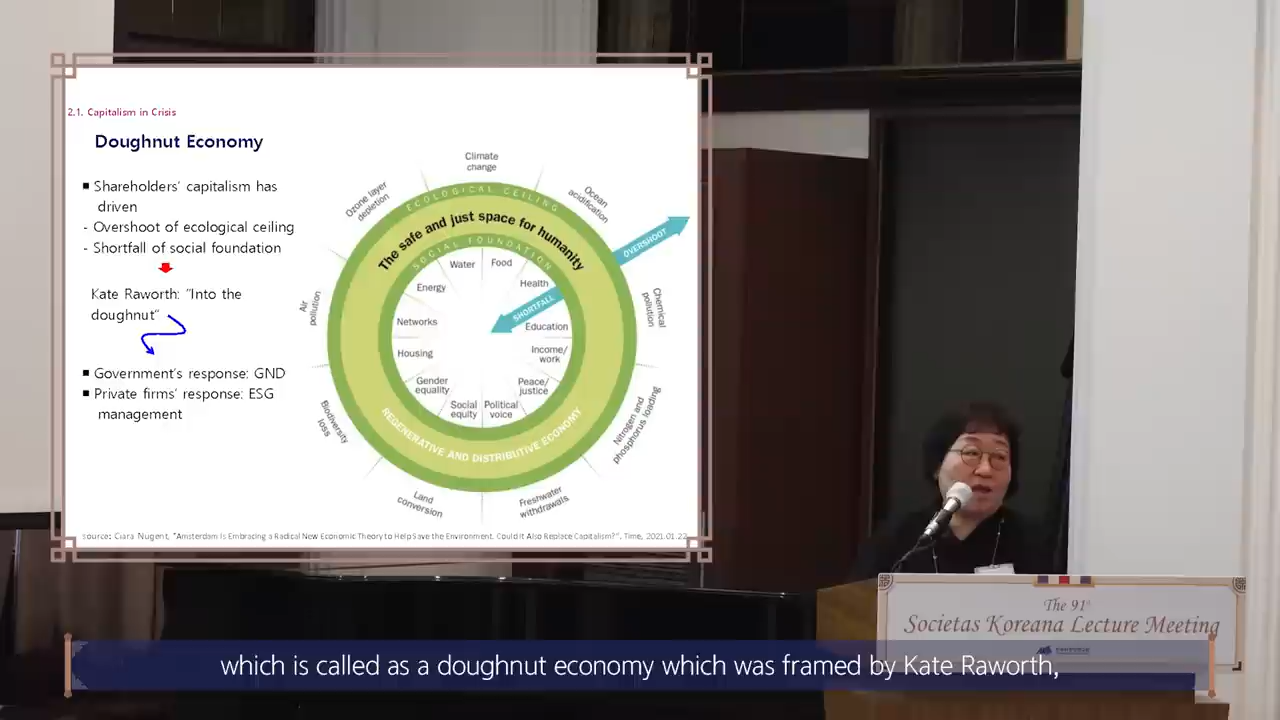 2.1. Capitalism in Crisis
Doughnut Economy
■ Shareholders' capitalism has
driven
- Overshoot of ecological ceiling
- Shortfall of social foundation
Kate Raworth: "Into the
doughnut"
■ Government's response: GND
■ Private firms' response: ESG
management
Climate
change
Ozone layer
depletion
Ocean
acidification
ECOLOGICAL CEILING
The safe and just space for humanity
SOCIAL FOUNDATION
OVERSHOOT
Water
Food
Energy
Health
SHORTFALL
Air
pollution
Chemical
pollution
Networks
Education
Housing
Income/
work
Gender
equality
Peace/
justice
Social
equity
Political
voice
REGENERATIVE AND DISTRIBUTIVE ECONOMY
Biodiversity
loss
Nitrogen and
phosphorus loading
Land
conversion
Freshwater
withdrawals
source: Ciara Nugent, "Amsterdam Is Embracing a Radical New Economic Theory to Help Save the Environment. Could It Also Replace Capitalism?", Time, 2021.01.22
The 91st
Societas Koreana Lecture Meeting
which is called as a doughnut economy which was framed by Kate Raworth,